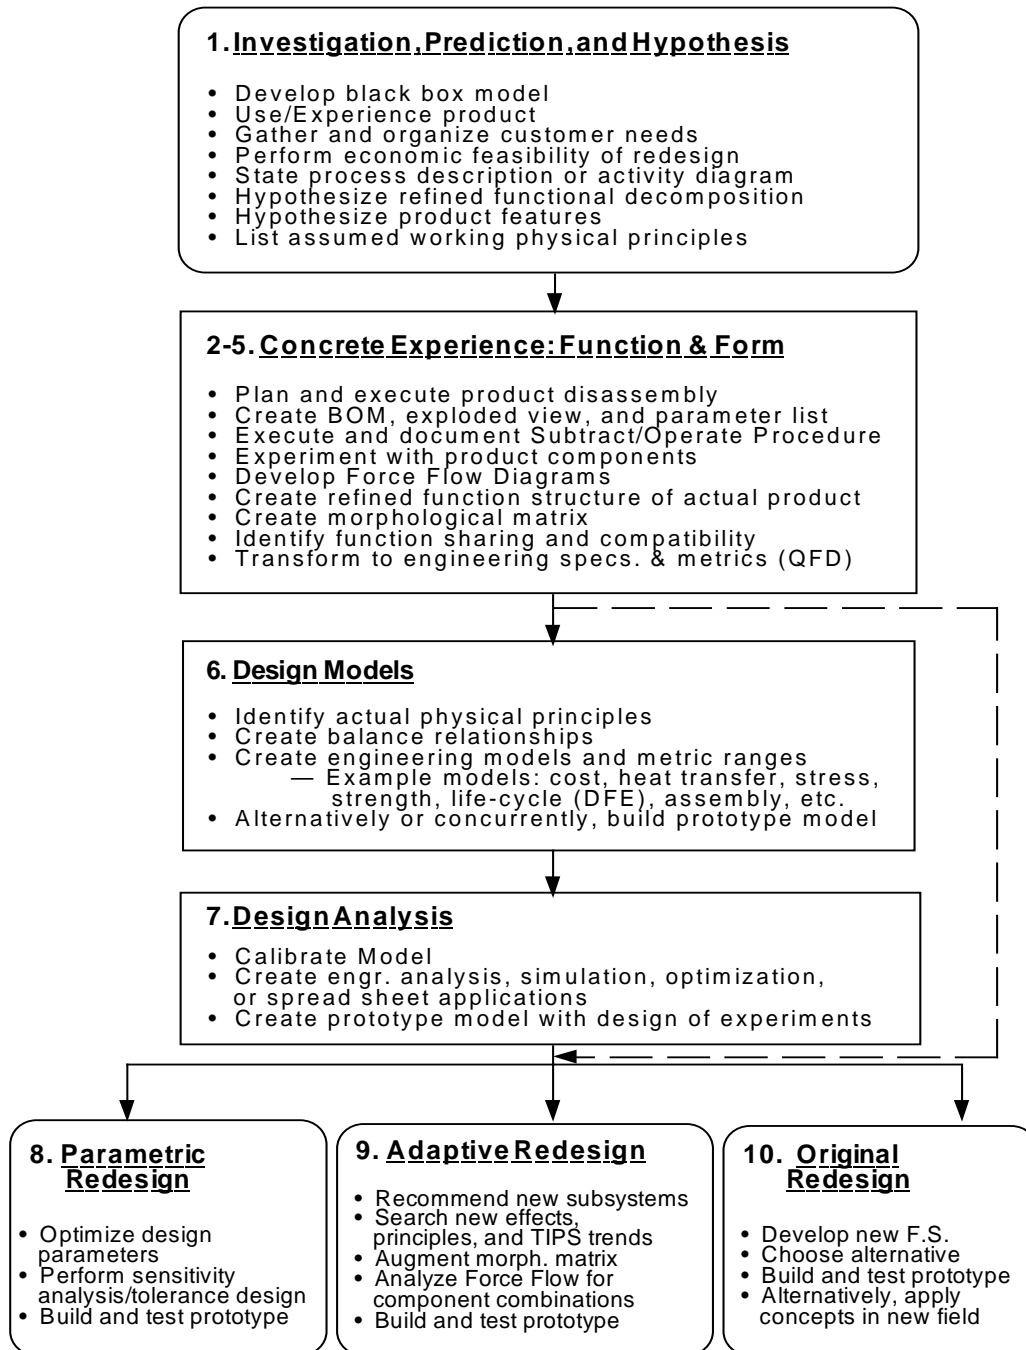 1. Investigation, Prediction, and Hypothesis
• Develop black box model
• Use/Experience product
• Gather and organize customer needs
• Perform economic feasibility of redesign
• State process description or activity diagram
• Hypothesize refined functional decomposition
• Hypothesize product features
• List assumed working physical principles
2-5. Concrete Experience: Function & Form
• Plan and execute product disassembly
• Create BOM, exploded view, and parameter list
• Execute and document Subtract/Operate Procedure
• Experiment with product components
• Develop Force Flow Diagrams
• Create refined function structure of actual product
• Create morphological matrix
• Identify function sharing and compatibility
• Transform to engineering specs. & metrics (QFD)
6. Design Models
• Identify actual physical principles
• Create balance relationships
• Create engineering models and metric ranges
— Example models: cost, heat transfer, stress,
strength, life-cycle (DFE), assembly, etc.
• Alternatively or concurrently, build prototype model
7. Design Analysis
• Calibrate Model
• Create engr. analysis, simulation, optimization,
or spread sheet applications
• Create prototype model with design of experiments
8. Parametric
Redesign
• Optimize design
parameters
• Perform sensitivity
analysis/tolerance design
• Build and test prototype
9. Adaptive Redesign
• Recommend new subsystems
• Search new effects,
principles, and TIPS trends
• Augment morph. matrix
• Analyze Force Flow for
component combinations
• Build and test prototype
10. Original
Redesign
• Develop new F.S.
• Choose alternative
• Build and test prototype
• Alternatively, apply
concepts in new field